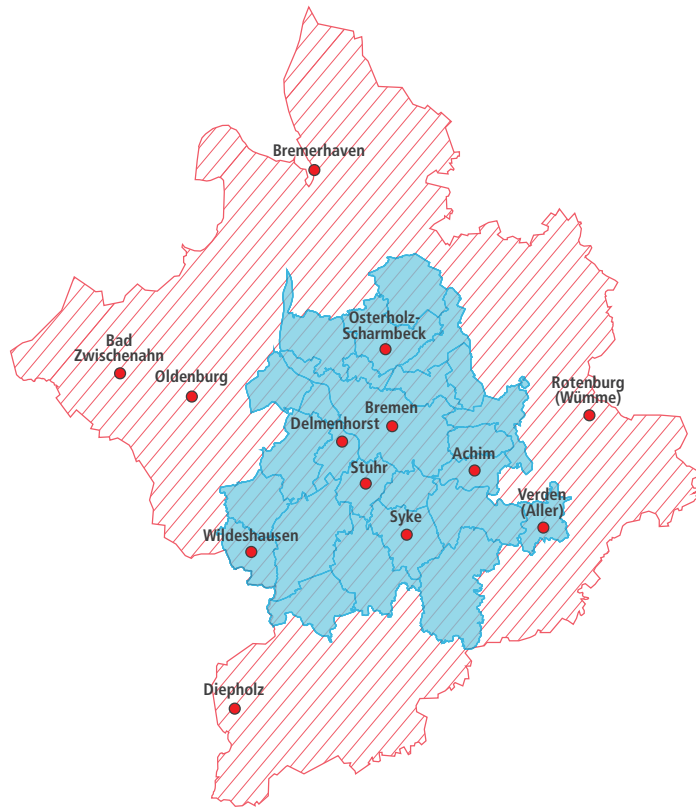 Bremerhaven
Osterholz-
Scharmbeck
Bad
Zwischenahn
Oldenburg
Rotenburg
(Wümme)
Bremen
Delmenhorst
Achim
Stuhr
Verden
(Aller)
Syke
Wildeshausen
Diepholz